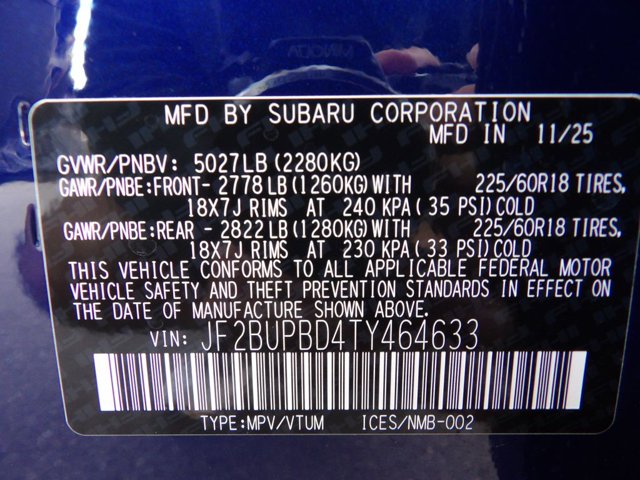 MFD BY SUBARU CORPORATION
MFD IN 11/25
GVWR/PNBV: 5027LB (2280KG)
GAWR/PNBE:FRONT- 2778 LB (1260KG)WITH 225/60R18 TIRES,
18X7J RIMS AT 240 KPA (35 PSI)COLD
GAWR/PNBE:REAR - 2822 LB (1280KG)WITH 225/60R18 TIRES,
18X7J RIMS AT 230 KPA (33 PSI)COLD
THIS VEHICLE CONFORMS TO ALL APPLICABLE FEDERAL MOTOR
VEHICLE SAFETY AND THEFT PREVENTION STANDARDS IN EFFECT ON
THE DATE OF MANUFACTURE SHOWN ABOVE.
VIN: JF2BUPBD4TY464633
TYPE:MPV/VTUM ICES/NMB-002